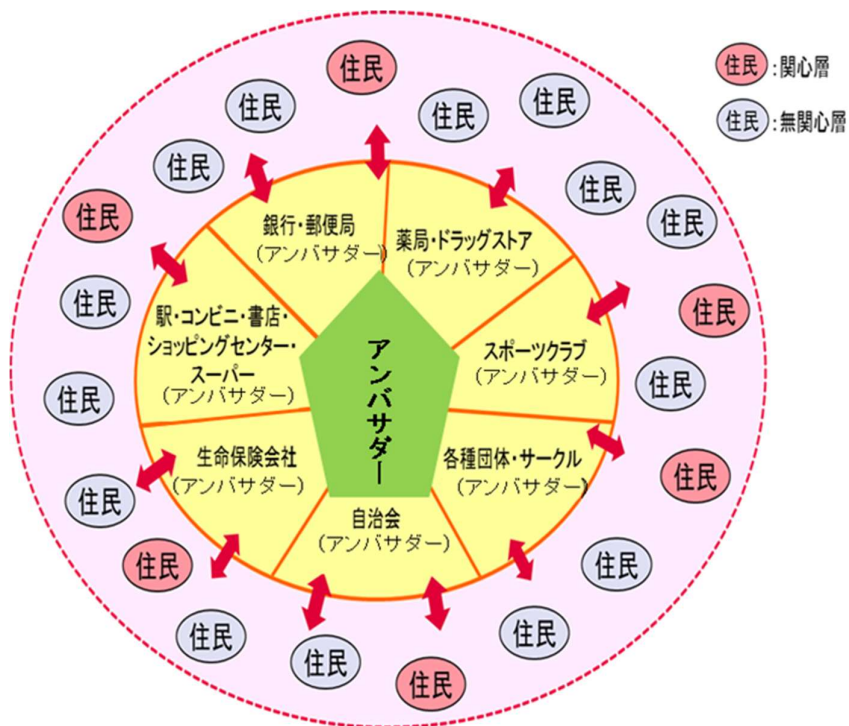 住民
住民:関心層
住民
住民
住民
住民:無関心層
住民
住民
住民
住民
銀行・郵便局
(アンバサダー)
薬局・ドラッグストア
(アンバサダー)
住民
住民
駅・コンビニ・書店・
ショッピングセンター・
スーパー
(アンバサダー)
アンバサダー
スポーツクラブ
(アンバサダー)
住民
住民
生命保険会社
(アンバサダー)
各種団体・サークル
(アンバサダー)
住民
住民
自治会
(アンバサダー)
住民
住民
住民
住民
住民
住民